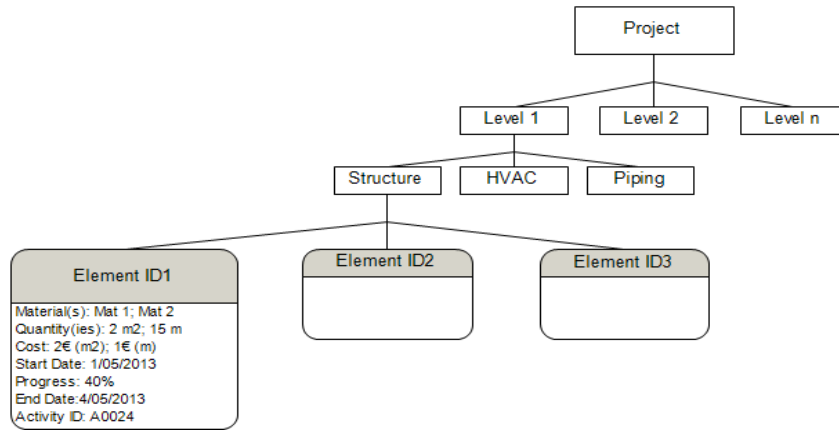 Project
Level 1
Level 2
Level n
Structure
HVAC
Piping
Element ID1
Element ID2
Element ID3
Material(s): Mat 1; Mat 2
Quantity(ies): 2 m2; 15 m
Cost: 2€ (m2); 1€ (m)
Start Date: 1/05/2013
Progress: 40%
End Date:4/05/2013
Activity ID: A0024